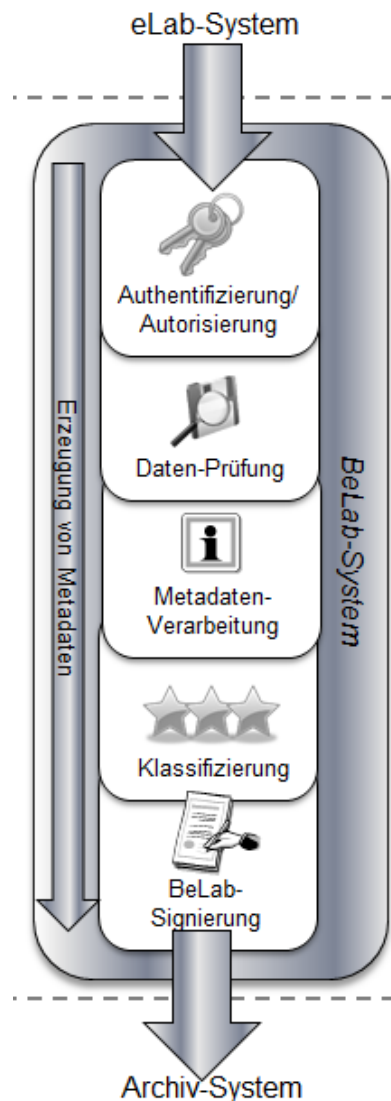 eLab-System
Authentifizierung/
Autorisierung
Daten-Prüfung
Metadaten-
Verarbeitung
Klassifizierung
BeLab-
Signierung
Erzeugung von Metadaten
BeLab-System
Archiv-System